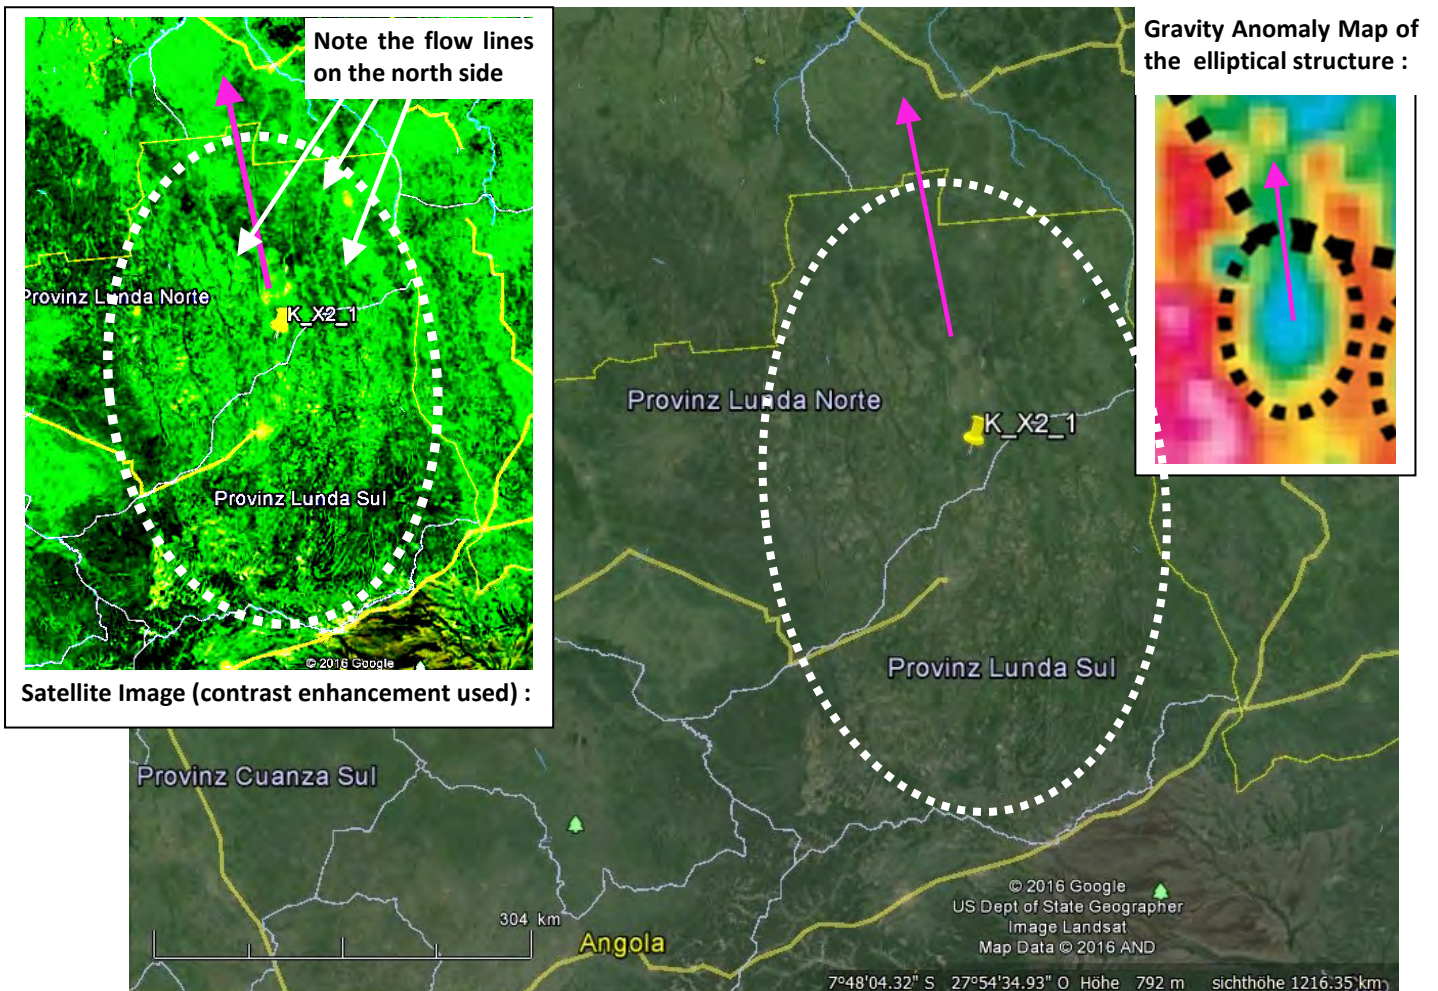 Note the flow lines
on the north side
Provinz Lunda Norte
K_X2_1
Provinz Lunda Sul
© 2016 Google
Satellite Image (contrast enhancement used) :
Gravity Anomaly Map of
the elliptical structure :
Provinz Lunda Norte
K_X2_1
Provinz Lunda Sul
Provinz Cuanza Sul
304 km
Angola
© 2016 Google
US Dept of State Geographer
Image Landsat
Map Data © 2016 AND
7°48'04.32" S 27°54'34.93" O Höhe 792 m sichthöhe 1216.35 km